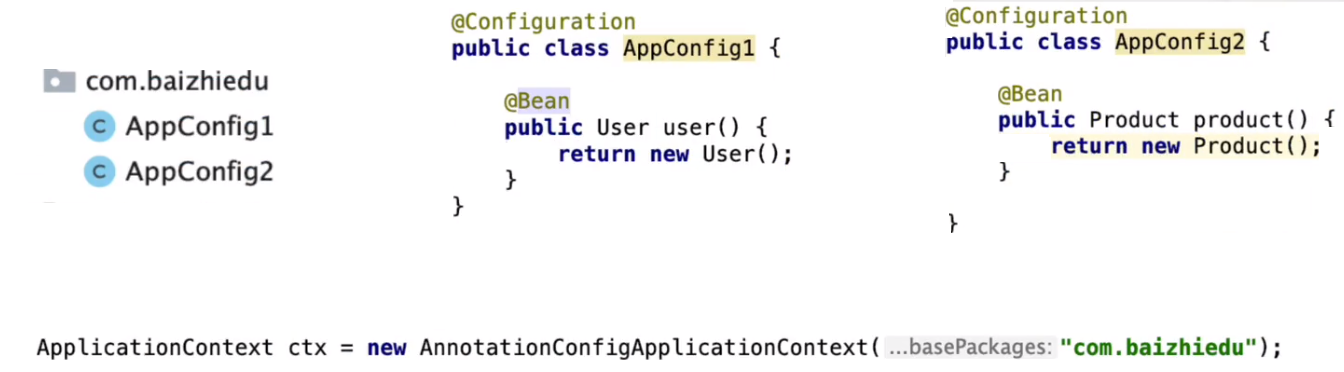 com.baizhiedu
C AppConfig1
C AppConfig2
@Configuration
public class AppConfig1 {
@Bean
public User user() {
return new User();
}
}
@Configuration
public class AppConfig2 {
@Bean
public Product product() {
return new Product();
}
}
ApplicationContext ctx = new AnnotationConfigApplicationContext( ...basePackages: "com.baizhiedu");